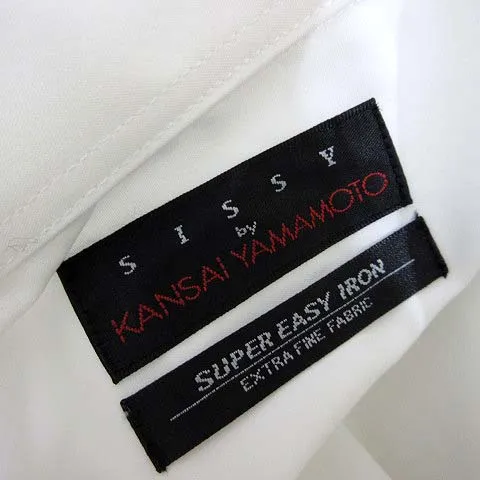 SISSY
by
KANSAI YAMAMOTO
SUPER EASY IRON
EXTRA FINE FABRIC